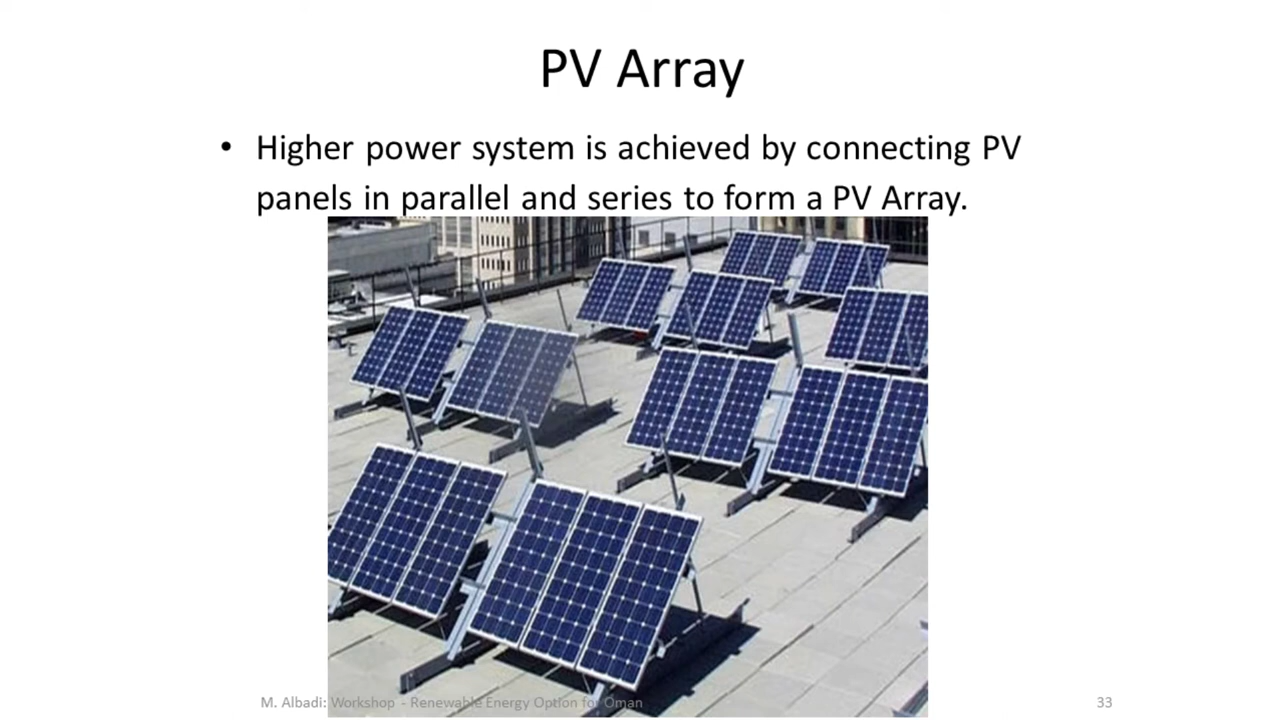 PV Array
• Higher power system is achieved by connecting PV
panels in parallel and series to form a PV Array.
M. Albadi: Workshop - Renewable Energy Option for Oman
33